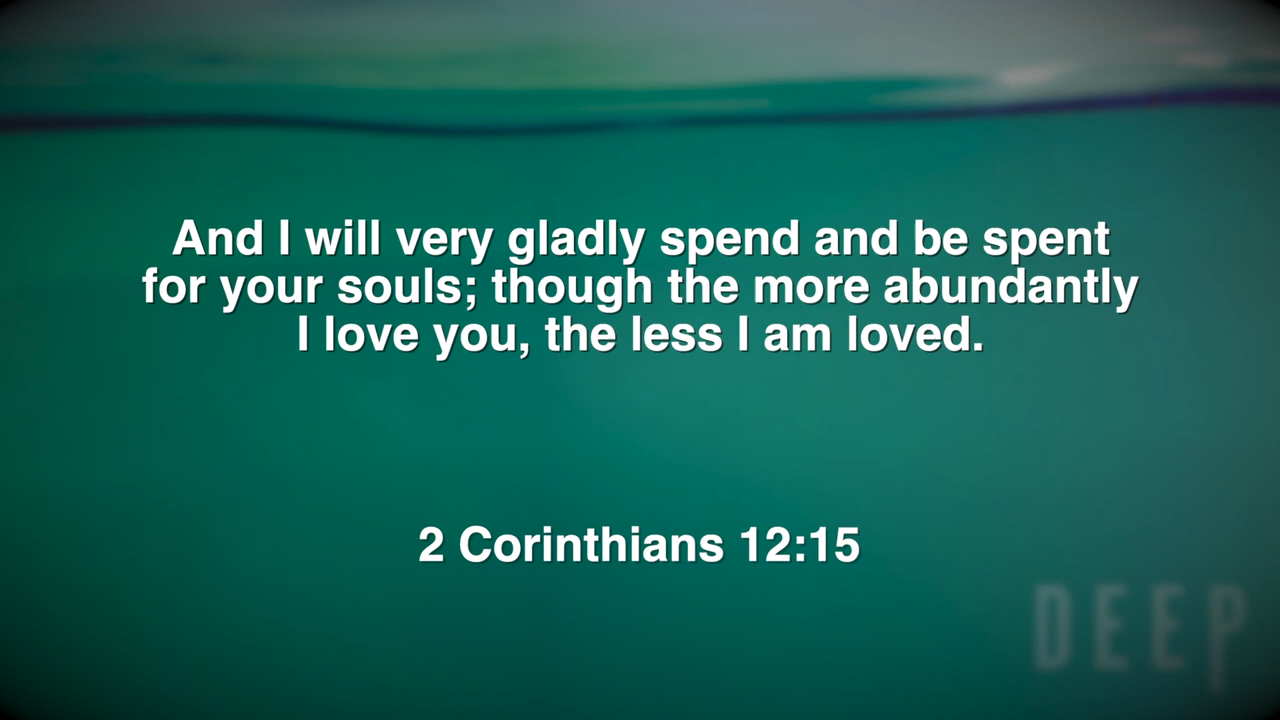 And I will very gladly spend and be spent
for your souls; though the more abundantly
I love you, the less I am loved.
2 Corinthians 12:15
DEEP